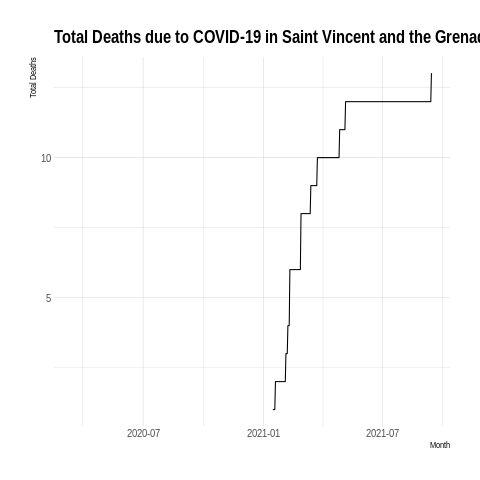 Total Deaths due to COVID-19 in Saint Vincent and the Grenad
Total Deaths
10
5
2020-07
2021-01
2021-07
Month